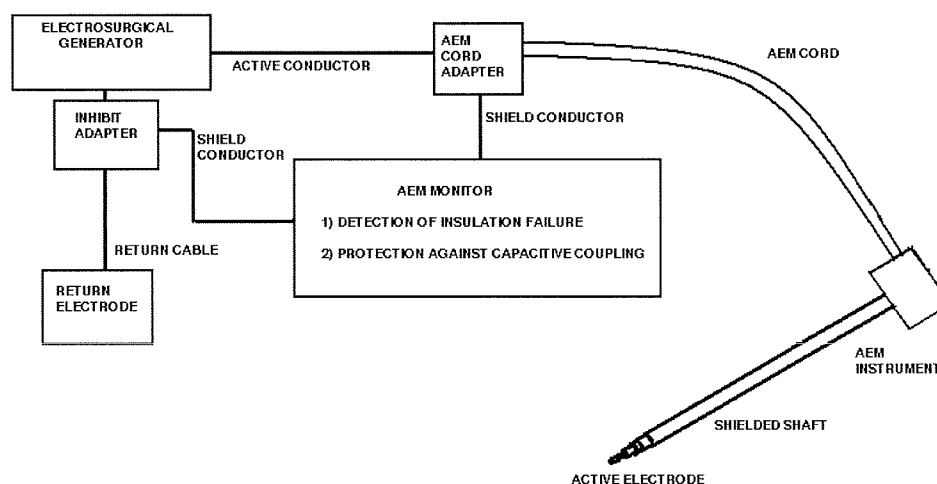 ELECTROSURGICAL
GENERATOR
ACTIVE CONDUCTOR
AEM
CORD
ADAPTER
AEM CORD
INHIBIT
ADAPTER
SHIELD
CONDUCTOR
SHIELD CONDUCTOR
AEM MONITOR
1) DETECTION OF INSULATION FAILURE
2) PROTECTION AGAINST CAPACITIVE COUPLING
RETURN CABLE
RETURN
ELECTRODE
AEM
INSTRUMENT
SHIELDED SHAFT
ACTIVE ELECTRODE